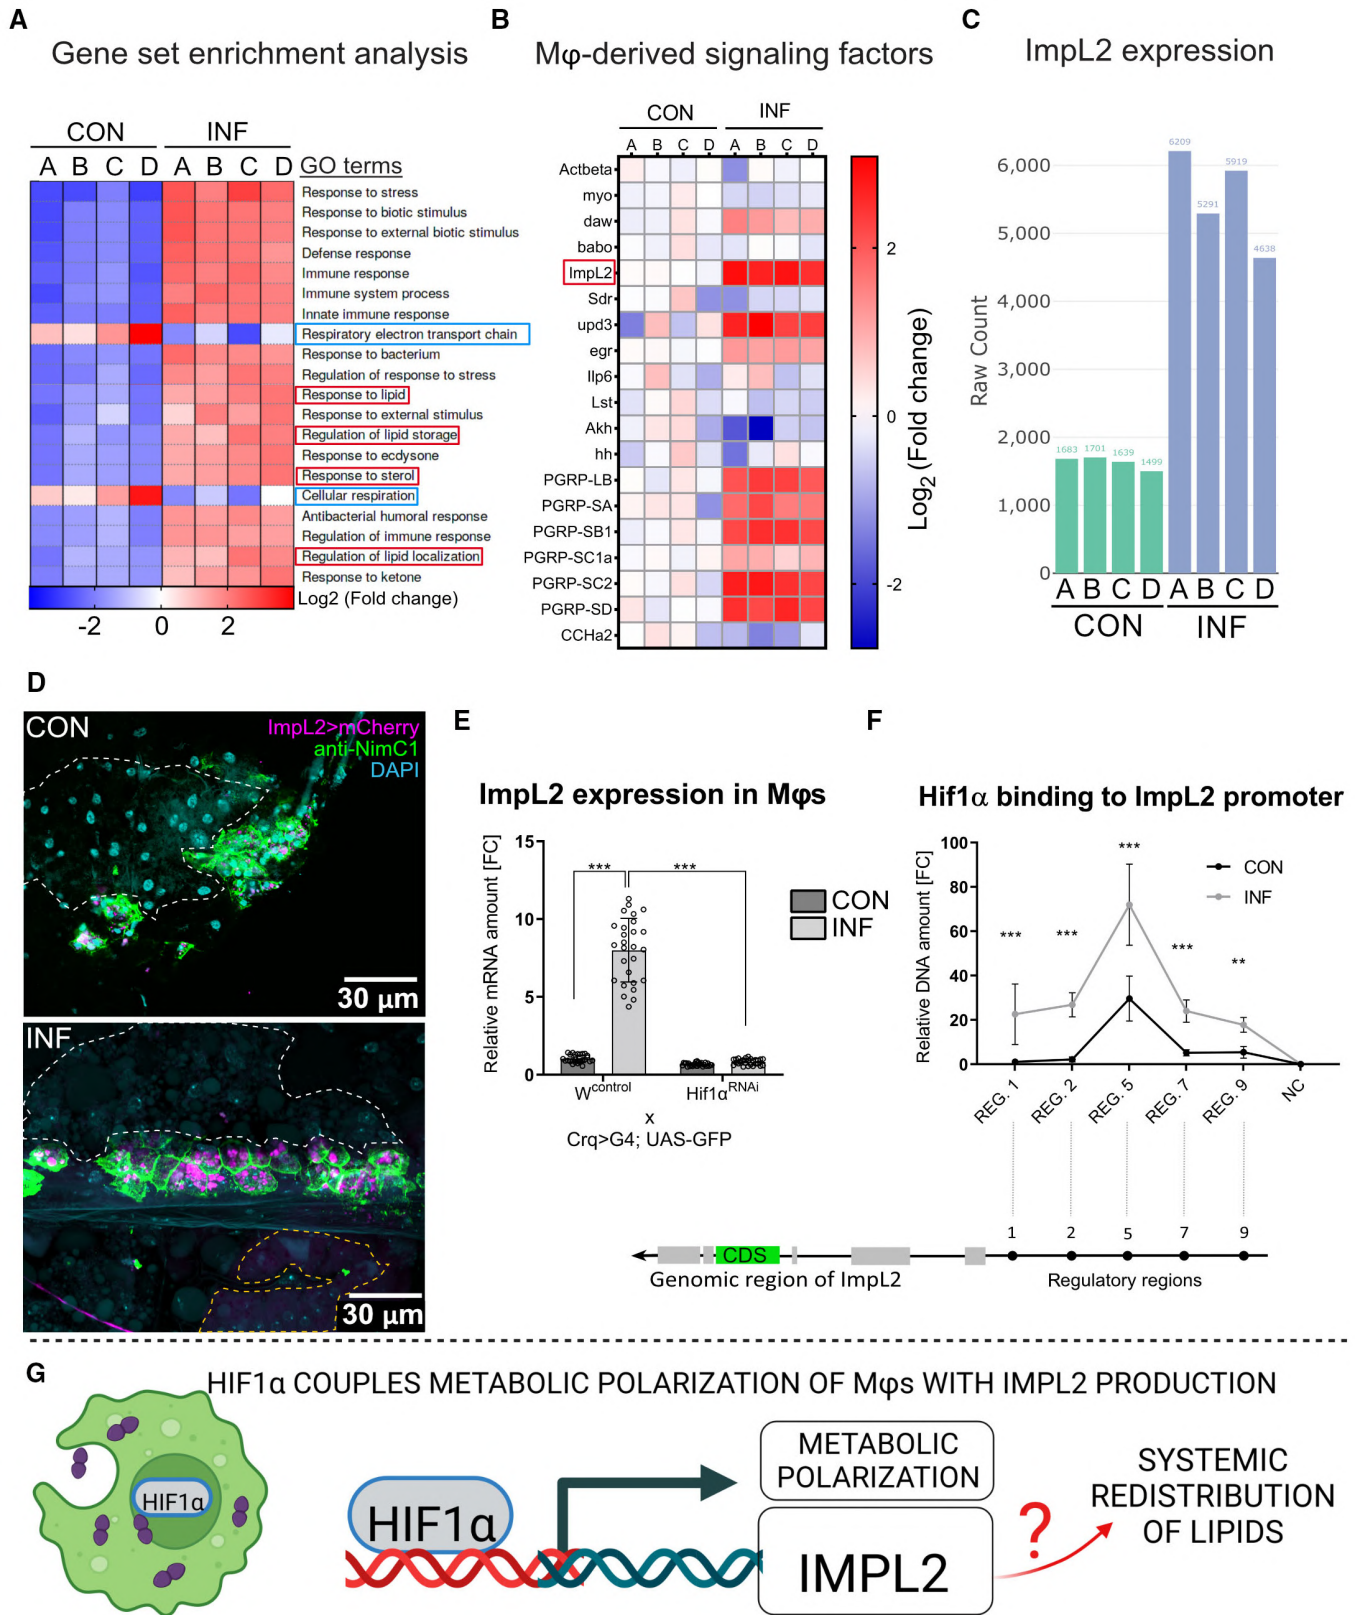 A
Gene set enrichment analysis
CON INF
A B C D A B C D GO terms
Response to stress
Response to biotic stimulus
Response to external biotic stimulus
Defense response
Immune response
Immune system process
Innate immune response
Respiratory electron transport chain
Response to bacterium
Regulation of response to stress
Response to lipid
Response to external stimulus
Regulation of lipid storage
Response to ecdysone
Response to sterol
Cellular respiration
Antibacterial humoral response
Regulation of immune response
Regulation of lipid localization
Response to ketone
Log2 (Fold change)
-2 0 2
B
Mφ-derived signaling factors
CON INF
A B C D A B C D
Actbeta
myo
daw
babo
ImpL2
Sdr
upd3
egr
Ilp6
Lst
Akh
hh
PGRP-LB
PGRP-SA
PGRP-SB1
PGRP-SC1a
PGRP-SC2
PGRP-SD
CCHa2
2
0
-2
Log2 (Fold change)
C
ImpL2 expression
Raw Count
6,000
5,000
4,000
3,000
2,000
1,000
0
1683 1701 1639 1499 6209 5291 5919 4638
A B C D A B C D
CON INF
D
CON
ImpL2>mCherry
anti-NimC1
DAPI
30 µm
INF
30 µm
E
ImpL2 expression in Mφs
Relative mRNA amount [FC]
15
10
5
0
*** ***
CON
INF
Wcontrol Hif1αRNAi
x
Crq>G4; UAS-GFP
F
Hif1α binding to ImpL2 promoter
Relative DNA amount [FC]
100
80
60
40
20
0
*** *** *** *** **
CON
INF
REG. 1 REG. 2 REG. 5 REG. 7 REG. 9 NC
1 2 5 7 9
CDS
Genomic region of ImpL2
Regulatory regions
G
HIF1α COUPLES METABOLIC POLARIZATION OF Mφs WITH IMPL2 PRODUCTION
HIF1α
HIF1α
METABOLIC
POLARIZATION
IMPL2
?
SYSTEMIC
REDISTRIBUTION
OF LIPIDS